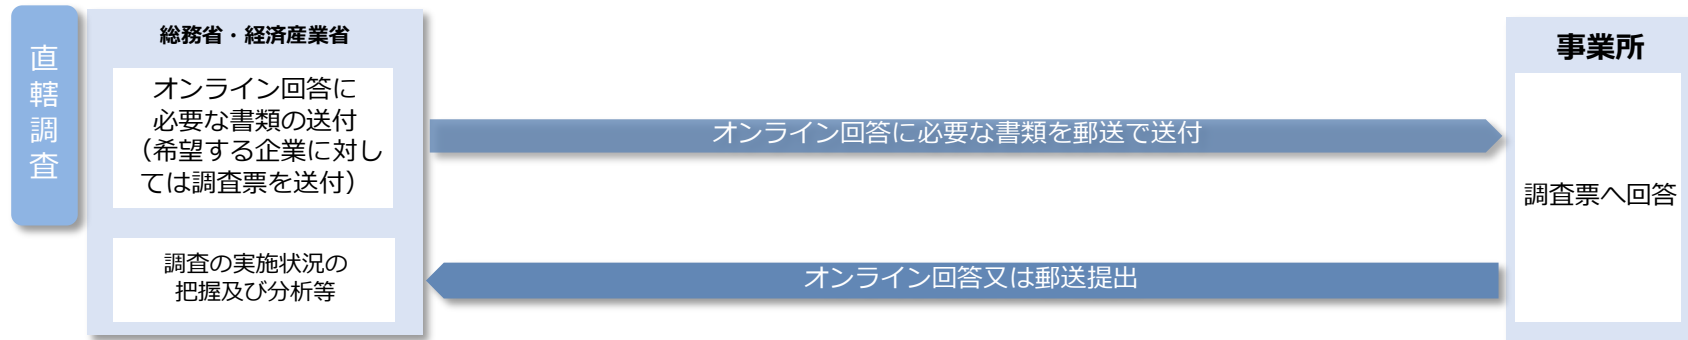 直轄調査
総務省・経済産業省
オンライン回答に
必要な書類の送付
（希望する企業に対し
ては調査票を送付）
調査の実施状況の
把握及び分析等
オンライン回答に必要な書類を郵送で送付
オンライン回答又は郵送提出
事業所
調査票へ回答